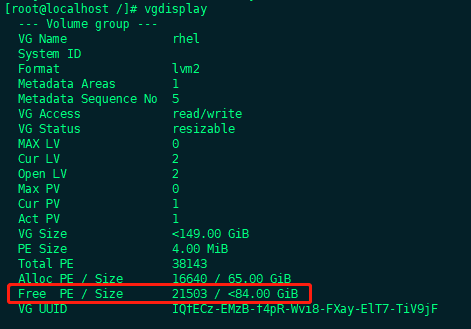 [root@localhost /]# vgdisplay
--- Volume group ---
VG Name rhel
System ID
Format lvm2
Metadata Areas 1
Metadata Sequence No 5
VG Access read/write
VG Status resizable
MAX LV 0
Cur LV 2
Open LV 2
Max PV 0
Cur PV 1
Act PV 1
VG Size <149.00 GiB
PE Size 4.00 MiB
Total PE 38143
Alloc PE / Size 16640 / 65.00 GiB
Free PE / Size 21503 / <84.00 GiB
VG UUID IQfECz-EMzB-f4pR-Wvi8-FXay-ElT7-TiV9jF